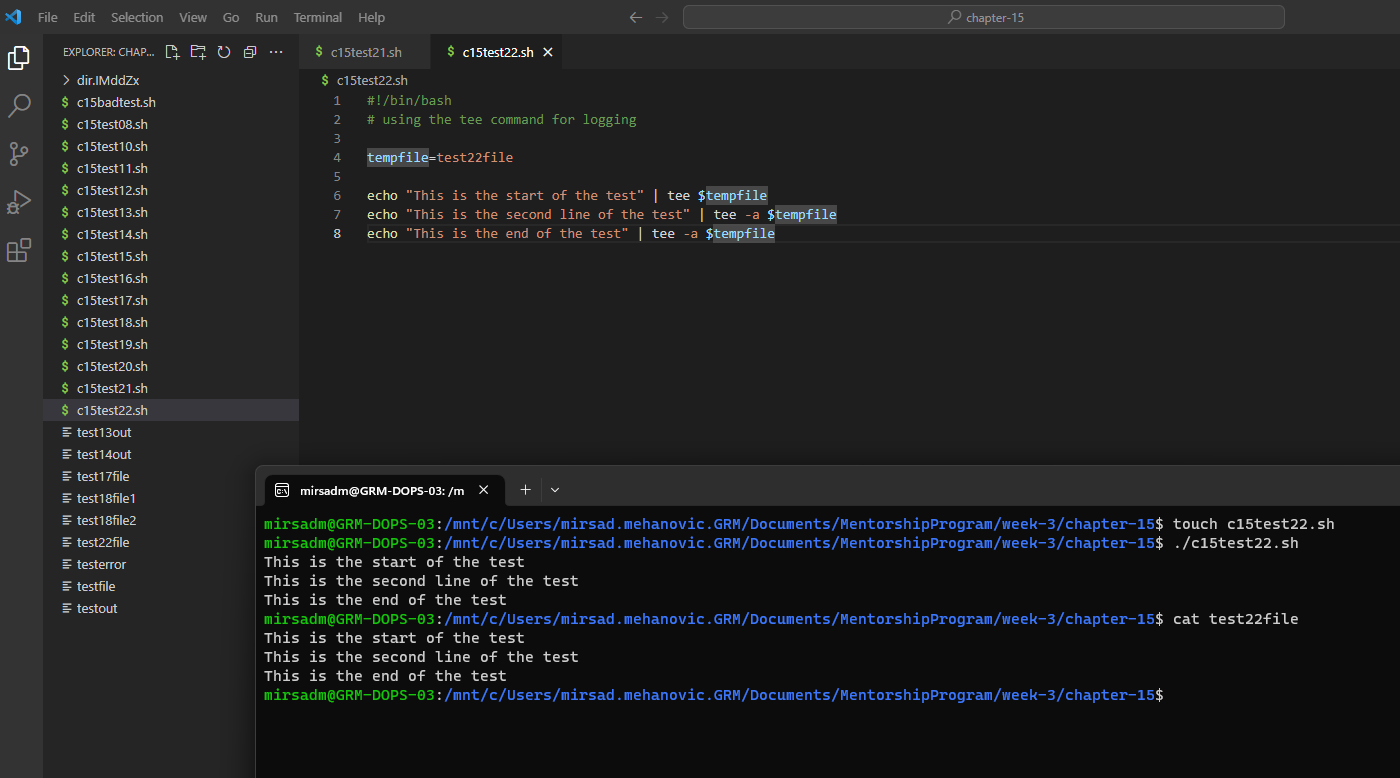 File Edit Selection View Go Run Terminal Help
chapter-15
EXPLORER: CHAP...
c15test21.sh
c15test22.sh
dir.IMddZx
c15badtest.sh
c15test08.sh
c15test10.sh
c15test11.sh
c15test12.sh
c15test13.sh
c15test14.sh
c15test15.sh
c15test16.sh
c15test17.sh
c15test18.sh
c15test19.sh
c15test20.sh
c15test21.sh
c15test22.sh
test13out
test14out
test17file
test18file1
test18file2
test22file
testerror
testfile
testout
$ c15test22.sh
1 #!/bin/bash
2 # using the tee command for logging
3
4 tempfile=test22file
5
6 echo "This is the start of the test" | tee $tempfile
7 echo "This is the second line of the test" | tee -a $tempfile
8 echo "This is the end of the test" | tee -a $tempfile
mirsadm@GRM-DOPS-03: /m
mirsadm@GRM-DOPS-03:/mnt/c/Users/mirsad.mehanovic.GRM/Documents/MentorshipProgram/week-3/chapter-15$ touch c15test22.sh
mirsadm@GRM-DOPS-03:/mnt/c/Users/mirsad.mehanovic.GRM/Documents/MentorshipProgram/week-3/chapter-15$ ./c15test22.sh
This is the start of the test
This is the second line of the test
This is the end of the test
mirsadm@GRM-DOPS-03:/mnt/c/Users/mirsad.mehanovic.GRM/Documents/MentorshipProgram/week-3/chapter-15$ cat test22file
This is the start of the test
This is the second line of the test
This is the end of the test
mirsadm@GRM-DOPS-03:/mnt/c/Users/mirsad.mehanovic.GRM/Documents/MentorshipProgram/week-3/chapter-15$